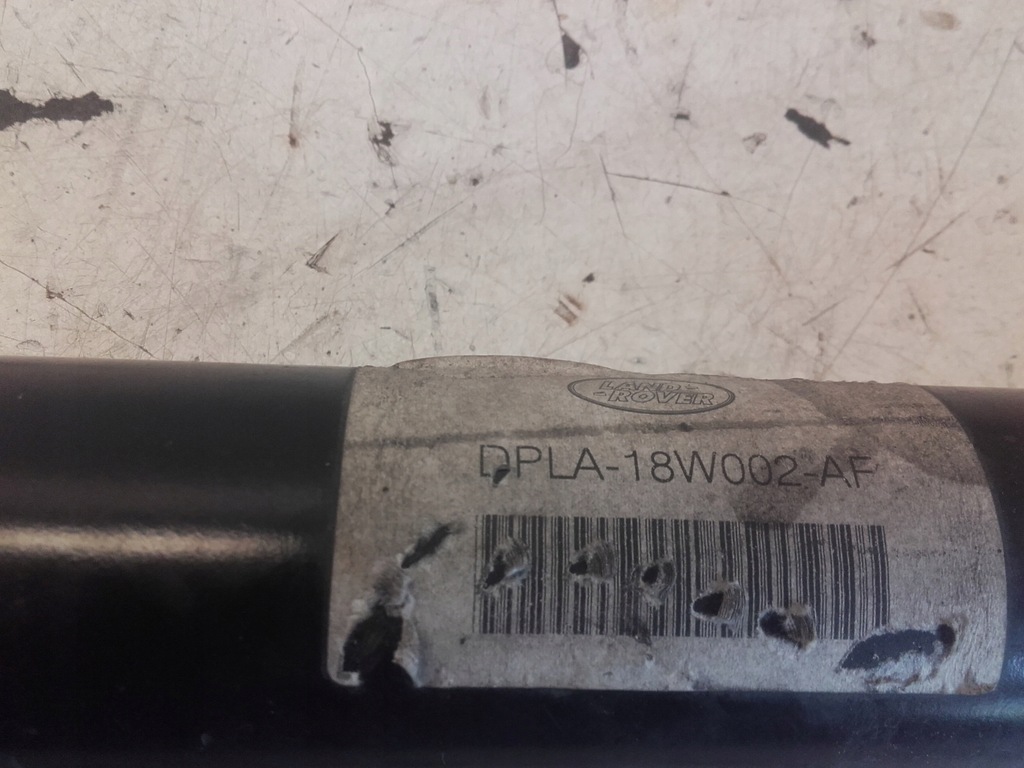 LAND-
-ROVER
DPLA-18W002-AF